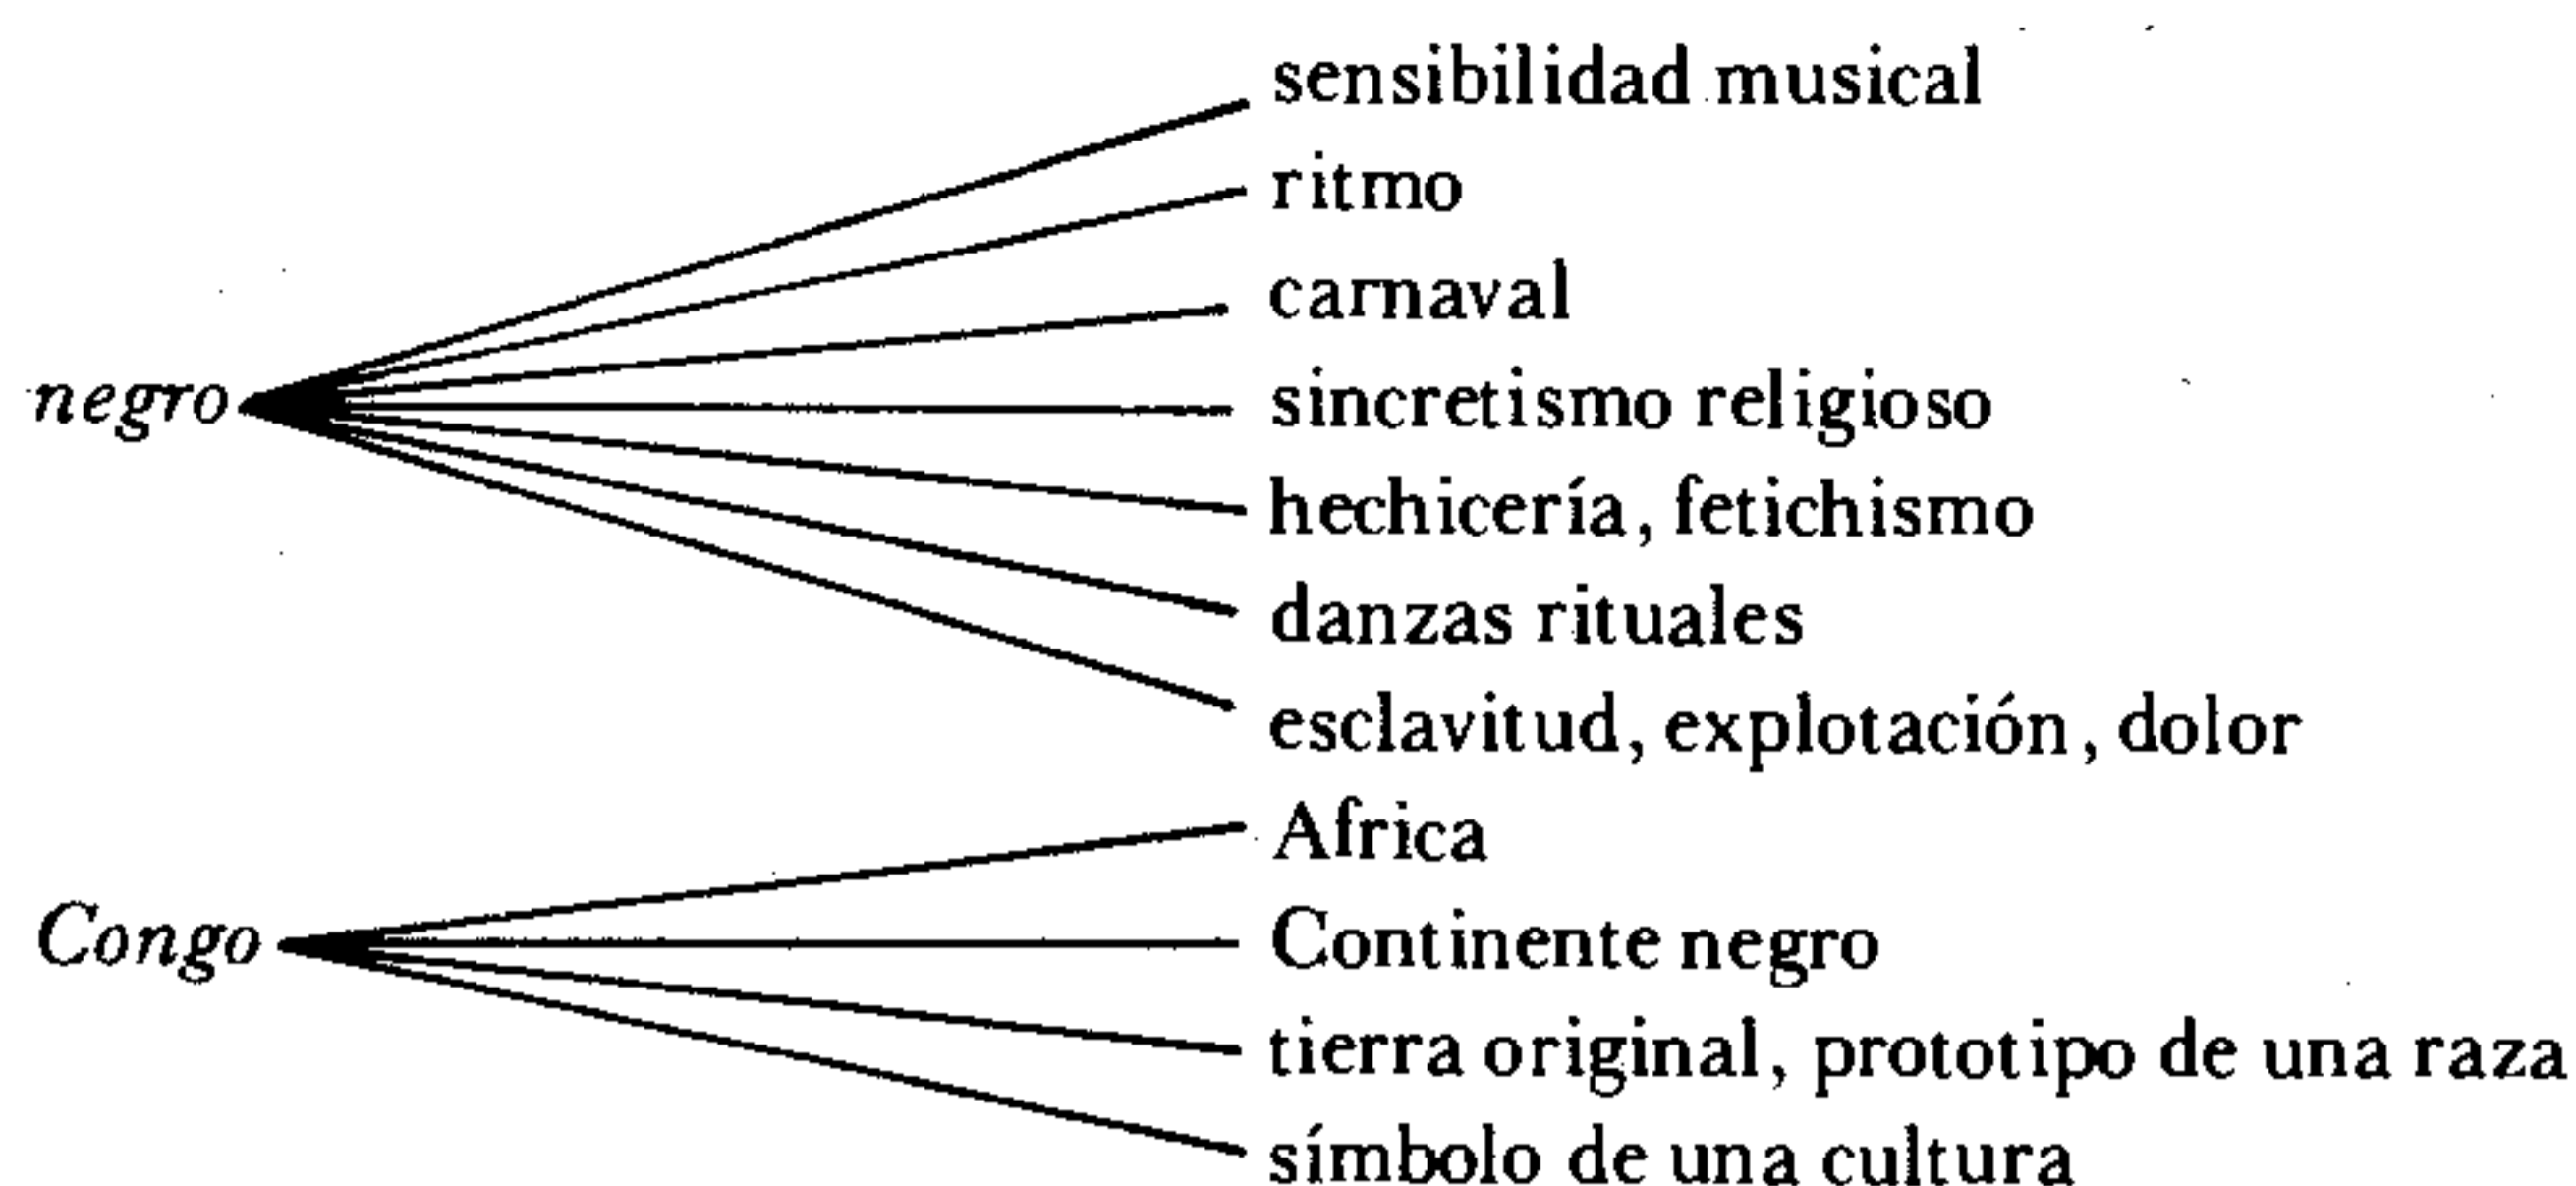 sensibilidad musical
ritmo
carnaval
negro
sincretismo religioso
hechicería, fetichismo
danzas rituales
esclavitud, explotación, dolor
Africa
Congo
Continente negro
tierra original, prototipo de una raza
símbolo de una cultura